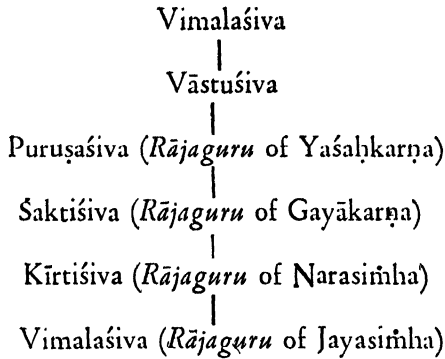 Vimalaśiva
Vāstuśiva
Puruṣaśiva (Rājaguru of Yaśaḥkarṇa)
Śaktiśiva (Rājaguru of Gayākarṇa)
Kīrtiśiva (Rājaguru of Narasiṁha)
Vimalaśiva (Rājaguru of Jayasiṁha)